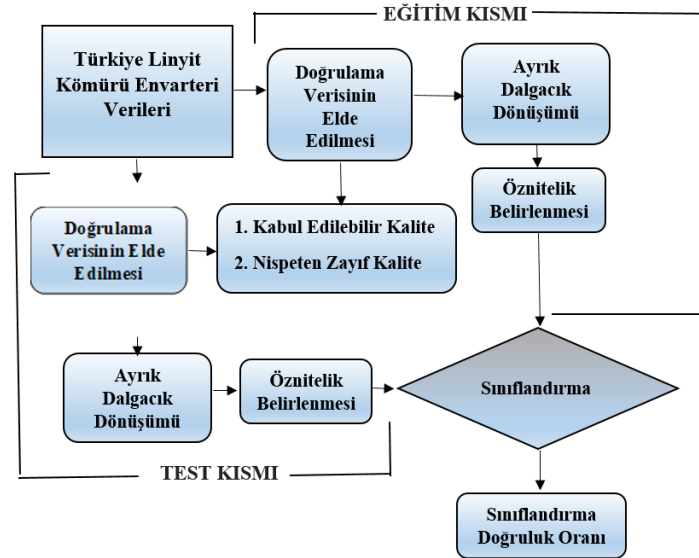 EĞİTİM KISMI
Türkiye Linyit
Kömürü Envarteri
Verileri
Doğrulama
Verisinin
Elde
Edilmesi
Ayrık
Dalgacık
Dönüşümü
Öznitelik
Belirlenmesi
Doğrulama
Verisinin Elde
Edilmesi
1. Kabul Edilebilir Kalite
2. Nispeten Zayıf Kalite
Ayrık
Dalgacık
Dönüşümü
Öznitelik
Belirlenmesi
Sınıflandırma
TEST KISMI
Sınıflandırma
Doğruluk Oranı